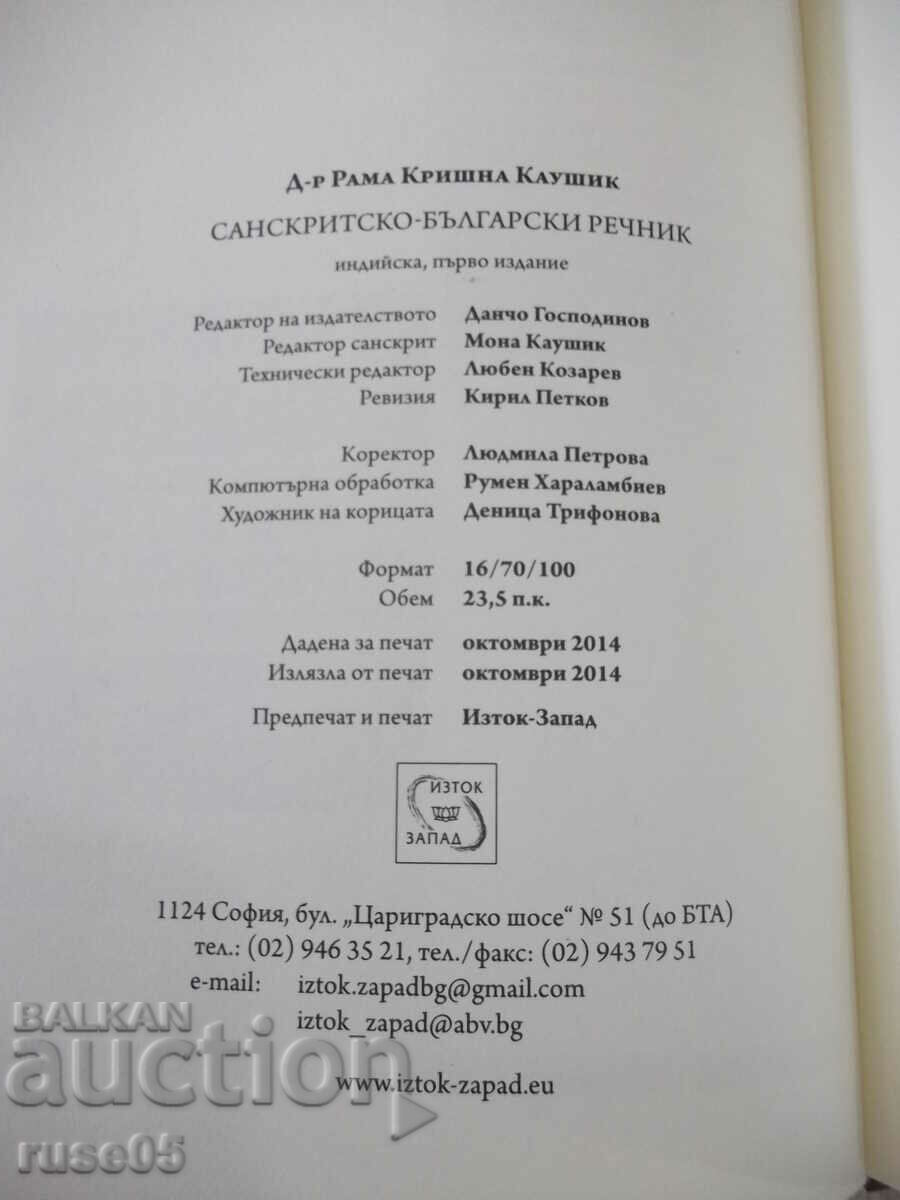 Д-р Рама Кришна Каушик
САНСКРИТСКО-БЪЛГАРСКИ РЕЧНИК
индийска, първо издание
Редактор на издателството Данчо Господинов
Редактор санскрит Мона Каушик
Технически редактор Любен Козарев
Ревизия Кирил Петков
Коректор Людмила Петрова
Компютърна обработка Румен Хараламбиев
Художник на корицата Деница Трифонова
Формат 16/70/100
Обем 23,5 п.к.
Дадена за печат октомври 2014
Излязла от печат октомври 2014
Предпечат и печат Изток-Запад
ИЗТОК
ЗАПАД
1124 София, бул. „Цариградско шосе“ № 51 (до БТА)
тел.: (02) 946 35 21, тел./факс: (02) 943 79 51
e-mail: iztok.zapadbg@gmail.com
iztok_zapad@abv.bg
www.iztok-zapad.eu
BALKAN
auction
ruse05